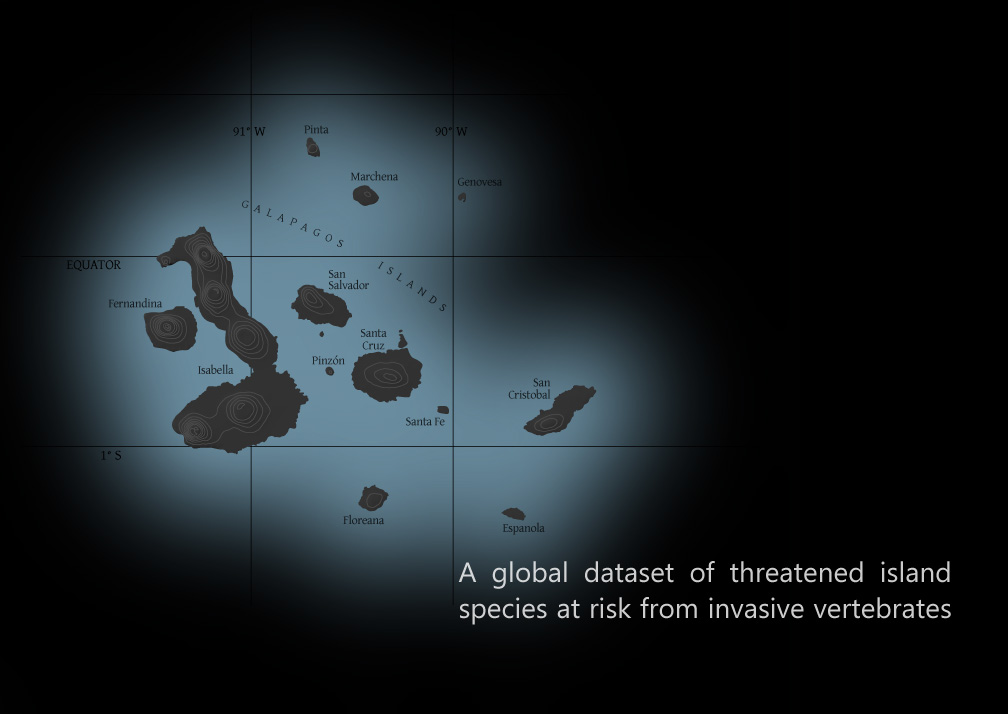 Pinta
91° W
90° W
Marchena
Genovesa
GALAPAGOS
ISLANDS
EQUATOR
San
Salvador
Fernandina
Santa
Cruz
Pinzón
Isabella
San
Cristobal
Santa Fe
1° S
Floreana
Espanola
A global dataset of threatened island
species at risk from invasive vertebrates